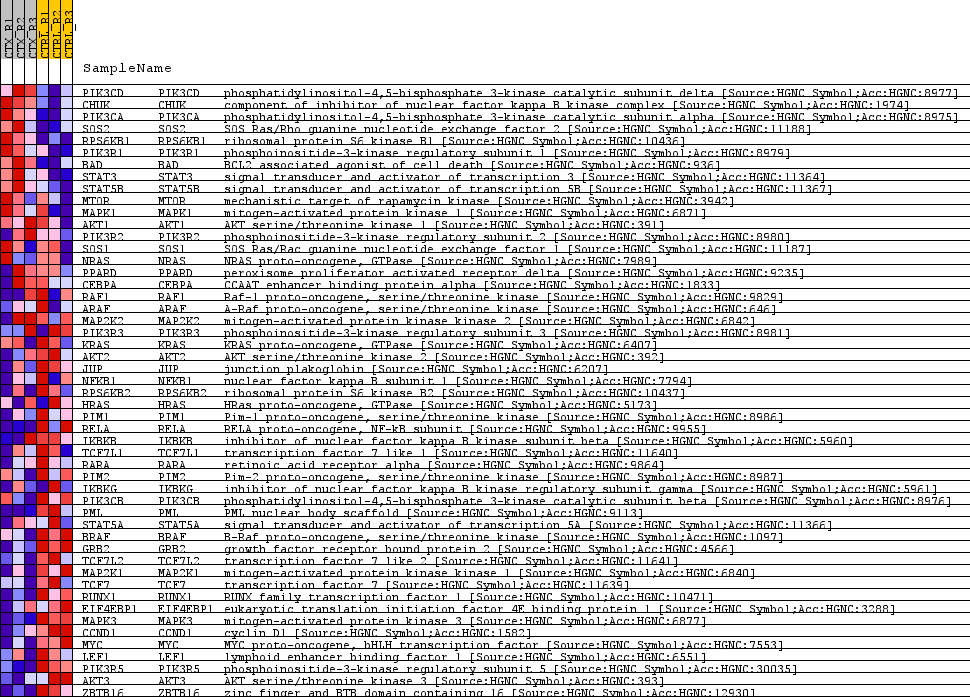 CTX_R1 CTX_R2 CTX_R3 CTRL_R1 CTRL_R2 CTRL_R3
SampleName
PIK3CD PIK3CD phosphatidylinositol-4,5-bisphosphate 3-kinase catalytic subunit delta [Source:HGNC Symbol;Acc:HGNC:8977]
CHUK CHUK component of inhibitor of nuclear factor kappa B kinase complex [Source:HGNC Symbol;Acc:HGNC:1974]
PIK3CA PIK3CA phosphatidylinositol-4,5-bisphosphate 3-kinase catalytic subunit alpha [Source:HGNC Symbol;Acc:HGNC:8975]
SOS2 SOS2 SOS Ras/Rho guanine nucleotide exchange factor 2 [Source:HGNC Symbol;Acc:HGNC:11188]
RPS6KB1 RPS6KB1 ribosomal protein S6 kinase B1 [Source:HGNC Symbol;Acc:HGNC:10436]
PIK3R1 PIK3R1 phosphoinositide-3-kinase regulatory subunit 1 [Source:HGNC Symbol;Acc:HGNC:8979]
BAD BAD BCL2 associated agonist of cell death [Source:HGNC Symbol;Acc:HGNC:936]
STAT3 STAT3 signal transducer and activator of transcription 3 [Source:HGNC Symbol;Acc:HGNC:11364]
STAT5B STAT5B signal transducer and activator of transcription 5B [Source:HGNC Symbol;Acc:HGNC:11367]
MTOR MTOR mechanistic target of rapamycin kinase [Source:HGNC Symbol;Acc:HGNC:3942]
MAPK1 MAPK1 mitogen-activated protein kinase 1 [Source:HGNC Symbol;Acc:HGNC:6871]
AKT1 AKT1 AKT serine/threonine kinase 1 [Source:HGNC Symbol;Acc:HGNC:391]
PIK3R2 PIK3R2 phosphoinositide-3-kinase regulatory subunit 2 [Source:HGNC Symbol;Acc:HGNC:8980]
SOS1 SOS1 SOS Ras/Rac guanine nucleotide exchange factor 1 [Source:HGNC Symbol;Acc:HGNC:11187]
NRAS NRAS NRAS proto-oncogene, GTPase [Source:HGNC Symbol;Acc:HGNC:7989]
PPARD PPARD peroxisome proliferator activated receptor delta [Source:HGNC Symbol;Acc:HGNC:9235]
CEBPA CEBPA CCAAT enhancer binding protein alpha [Source:HGNC Symbol;Acc:HGNC:1833]
RAF1 RAF1 Raf-1 proto-oncogene, serine/threonine kinase [Source:HGNC Symbol;Acc:HGNC:9829]
ARAF ARAF A-Raf proto-oncogene, serine/threonine kinase [Source:HGNC Symbol;Acc:HGNC:646]
MAP2K2 MAP2K2 mitogen-activated protein kinase kinase 2 [Source:HGNC Symbol;Acc:HGNC:6842]
PIK3R3 PIK3R3 phosphoinositide-3-kinase regulatory subunit 3 [Source:HGNC Symbol;Acc:HGNC:8981]
KRAS KRAS KRAS proto-oncogene, GTPase [Source:HGNC Symbol;Acc:HGNC:6407]
AKT2 AKT2 AKT serine/threonine kinase 2 [Source:HGNC Symbol;Acc:HGNC:392]
JUP JUP junction plakoglobin [Source:HGNC Symbol;Acc:HGNC:6207]
NFKB1 NFKB1 nuclear factor kappa B subunit 1 [Source:HGNC Symbol;Acc:HGNC:7794]
RPS6KB2 RPS6KB2 ribosomal protein S6 kinase B2 [Source:HGNC Symbol;Acc:HGNC:10437]
HRAS HRAS HRas proto-oncogene, GTPase [Source:HGNC Symbol;Acc:HGNC:5173]
PIM1 PIM1 Pim-1 proto-oncogene, serine/threonine kinase [Source:HGNC Symbol;Acc:HGNC:8986]
RELA RELA RELA proto-oncogene, NF-kB subunit [Source:HGNC Symbol;Acc:HGNC:9955]
IKBKB IKBKB inhibitor of nuclear factor kappa B kinase subunit beta [Source:HGNC Symbol;Acc:HGNC:5960]
TCF7L1 TCF7L1 transcription factor 7 like 1 [Source:HGNC Symbol;Acc:HGNC:11640]
RARA RARA retinoic acid receptor alpha [Source:HGNC Symbol;Acc:HGNC:9864]
PIM2 PIM2 Pim-2 proto-oncogene, serine/threonine kinase [Source:HGNC Symbol;Acc:HGNC:8987]
IKBKG IKBKG inhibitor of nuclear factor kappa B kinase regulatory subunit gamma [Source:HGNC Symbol;Acc:HGNC:5961]
PIK3CB PIK3CB phosphatidylinositol-4,5-bisphosphate 3-kinase catalytic subunit beta [Source:HGNC Symbol;Acc:HGNC:8976]
PML PML PML nuclear body scaffold [Source:HGNC Symbol;Acc:HGNC:9113]
STAT5A STAT5A signal transducer and activator of transcription 5A [Source:HGNC Symbol;Acc:HGNC:11366]
BRAF BRAF B-Raf proto-oncogene, serine/threonine kinase [Source:HGNC Symbol;Acc:HGNC:1097]
GRB2 GRB2 growth factor receptor bound protein 2 [Source:HGNC Symbol;Acc:HGNC:4566]
TCF7L2 TCF7L2 transcription factor 7 like 2 [Source:HGNC Symbol;Acc:HGNC:11641]
MAP2K1 MAP2K1 mitogen-activated protein kinase kinase 1 [Source:HGNC Symbol;Acc:HGNC:6840]
TCF7 TCF7 transcription factor 7 [Source:HGNC Symbol;Acc:HGNC:11639]
RUNX1 RUNX1 RUNX family transcription factor 1 [Source:HGNC Symbol;Acc:HGNC:10471]
EIF4EBP1 EIF4EBP1 eukaryotic translation initiation factor 4E binding protein 1 [Source:HGNC Symbol;Acc:HGNC:3288]
MAPK3 MAPK3 mitogen-activated protein kinase 3 [Source:HGNC Symbol;Acc:HGNC:6877]
CCND1 CCND1 cyclin D1 [Source:HGNC Symbol;Acc:HGNC:1582]
MYC MYC MYC proto-oncogene, bHLH transcription factor [Source:HGNC Symbol;Acc:HGNC:7553]
LEF1 LEF1 lymphoid enhancer binding factor 1 [Source:HGNC Symbol;Acc:HGNC:6551]
PIK3R5 PIK3R5 phosphoinositide-3-kinase regulatory subunit 5 [Source:HGNC Symbol;Acc:HGNC:30035]
AKT3 AKT3 AKT serine/threonine kinase 3 [Source:HGNC Symbol;Acc:HGNC:393]
ZBTB16 ZBTB16 zinc finger and BTB domain containing 16 [Source:HGNC Symbol;Acc:HGNC:12930]